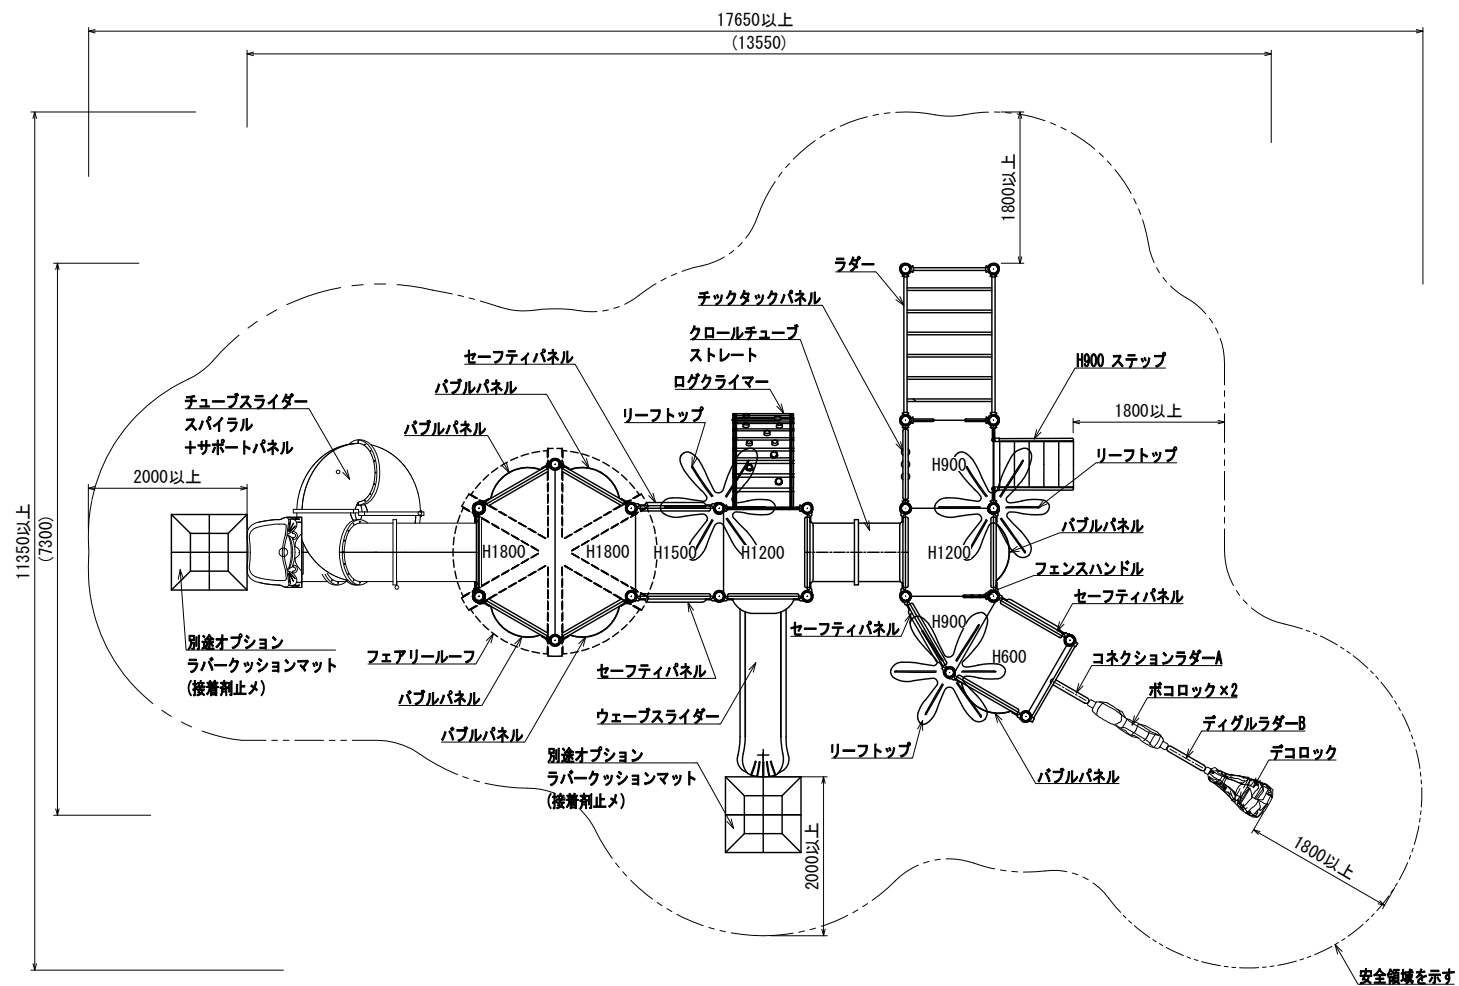 17650以上
(13550)
1800以上
ラダー
チックタックパネル
クロールチューブ
ストレート
セーフティパネル
H900 ステップ
ログクライマー
バブルパネル
チューブスライダー
スパイラル
+サポートパネル
リーフトップ
1800以上
バブルパネル
リーフトップ
H900
2000以上
11350以上
(7300)
バブルパネル
H1800
H1800
H1500
H1200
H1200
フェンスハンドル
セーフティパネル
H900
セーフティパネル
別途オプション
ラバークッションマット
(接着剤止メ)
フェアリールーフ
H600
コネクションラダーA
セーフティパネル
ポコロック×2
バブルパネル
ウェーブスライダー
ディグルラダーB
バブルパネル
リーフトップ
デコロック
別途オプション
ラバークッションマット
(接着剤止メ)
バブルパネル
2000以上
1800以上
安全領域を示す